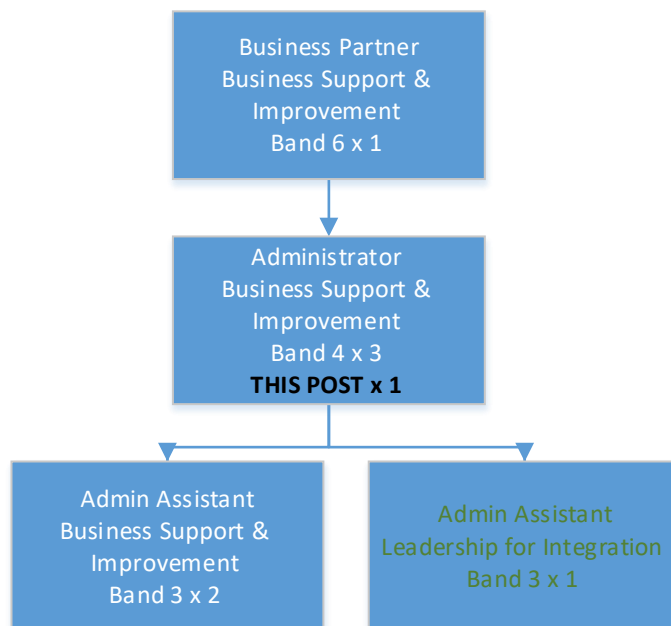 Business Partner
Business Support &
Improvement
Band 6 x 1
Administrator
Business Support &
Improvement
Band 4 x 3
THIS POST x 1
Admin Assistant
Business Support &
Improvement
Band 3 x 2
Admin Assistant
Leadership for Integration
Band 3 x 1